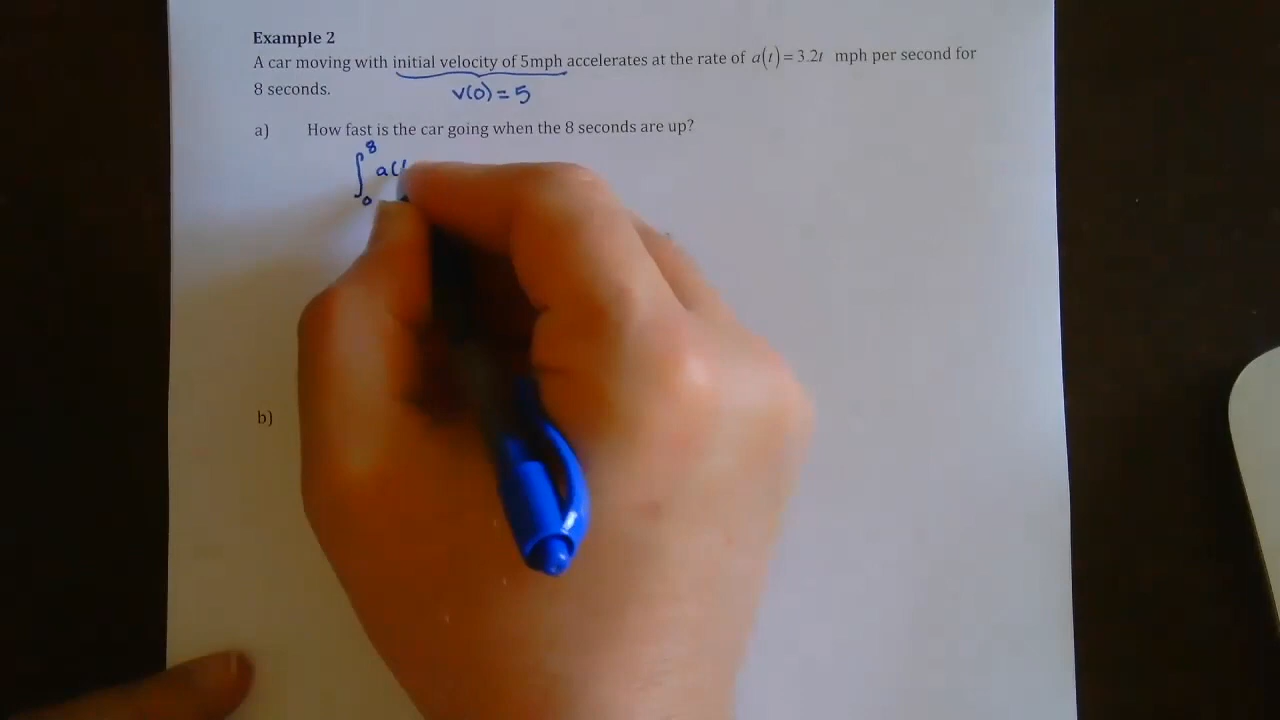 Example 2
A car moving with initial velocity of 5mph accelerates at the rate of a(t) = 3.2t mph per second for
8 seconds.
v(0) = 5
a) How fast is the car going when the 8 seconds are up?
∫₀⁸ a(
b)